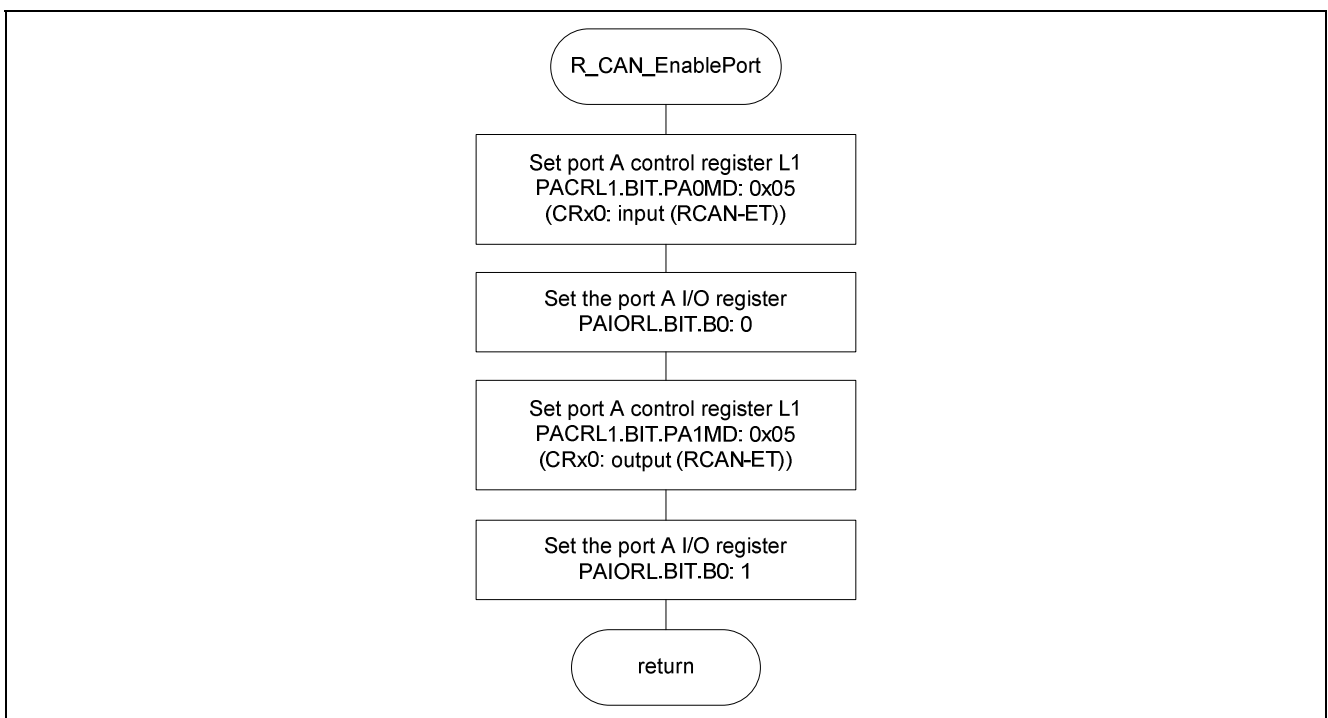 R_CAN_EnablePort
Set port A control register L1
PACRL1.BIT.PA0MD: 0x05
(CRx0: input (RCAN-ET))
Set the port A I/O register
PAIORL.BIT.B0: 0
Set port A control register L1
PACRL1.BIT.PA1MD: 0x05
(CRx0: output (RCAN-ET))
Set the port A I/O register
PAIORL.BIT.B0: 1
return